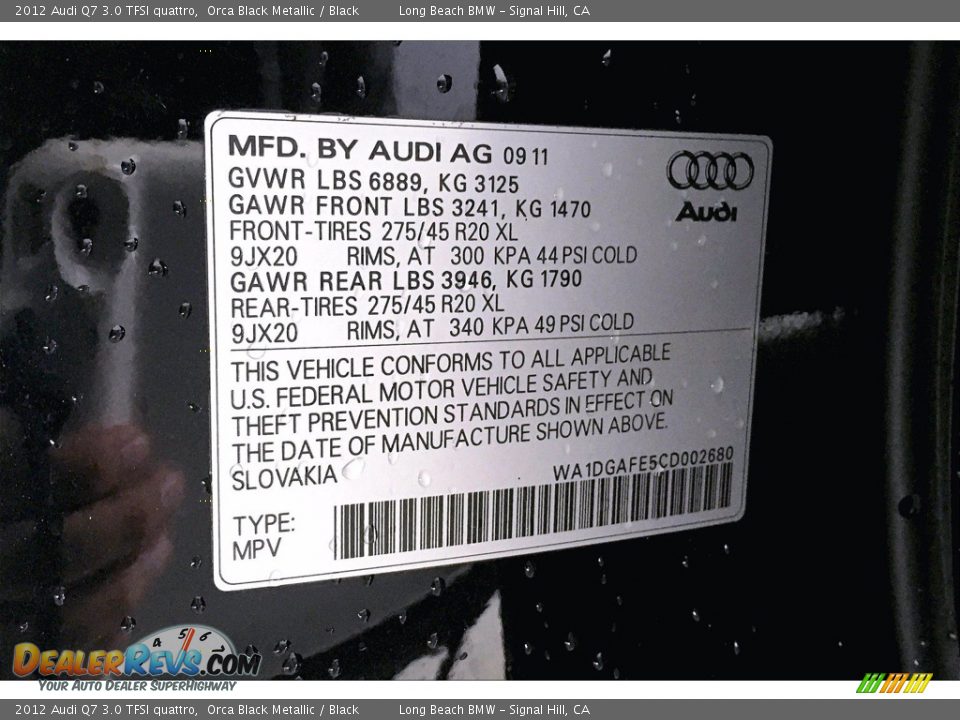 2012 Audi Q7 3.0 TFSI quattro, Orca Black Metallic / Black Long Beach BMW - Signal Hill, CA
MFD. BY AUDI AG 09 11
GVWR LBS 6889, KG 3125
GAWR FRONT LBS 3241, KG 1470
FRONT-TIRES 275/45 R20 XL
9JX20 RIMS, AT 300 KPA 44 PSI COLD
GAWR REAR LBS 3946, KG 1790
REAR-TIRES 275/45 R20 XL
9JX20 RIMS, AT 340 KPA 49 PSI COLD
Audi
THIS VEHICLE CONFORMS TO ALL APPLICABLE
U.S. FEDERAL MOTOR VEHICLE SAFETY AND
THEFT PREVENTION STANDARDS IN EFFECT ON
THE DATE OF MANUFACTURE SHOWN ABOVE.
SLOVAKIA WA1DGAFE5CD002680
TYPE:
MPV
4 5 6
DEALERREVS.COM
YOUR AUTO DEALER SUPERHIGHWAY
2012 Audi Q7 3.0 TFSI quattro, Orca Black Metallic / Black Long Beach BMW - Signal Hill, CA